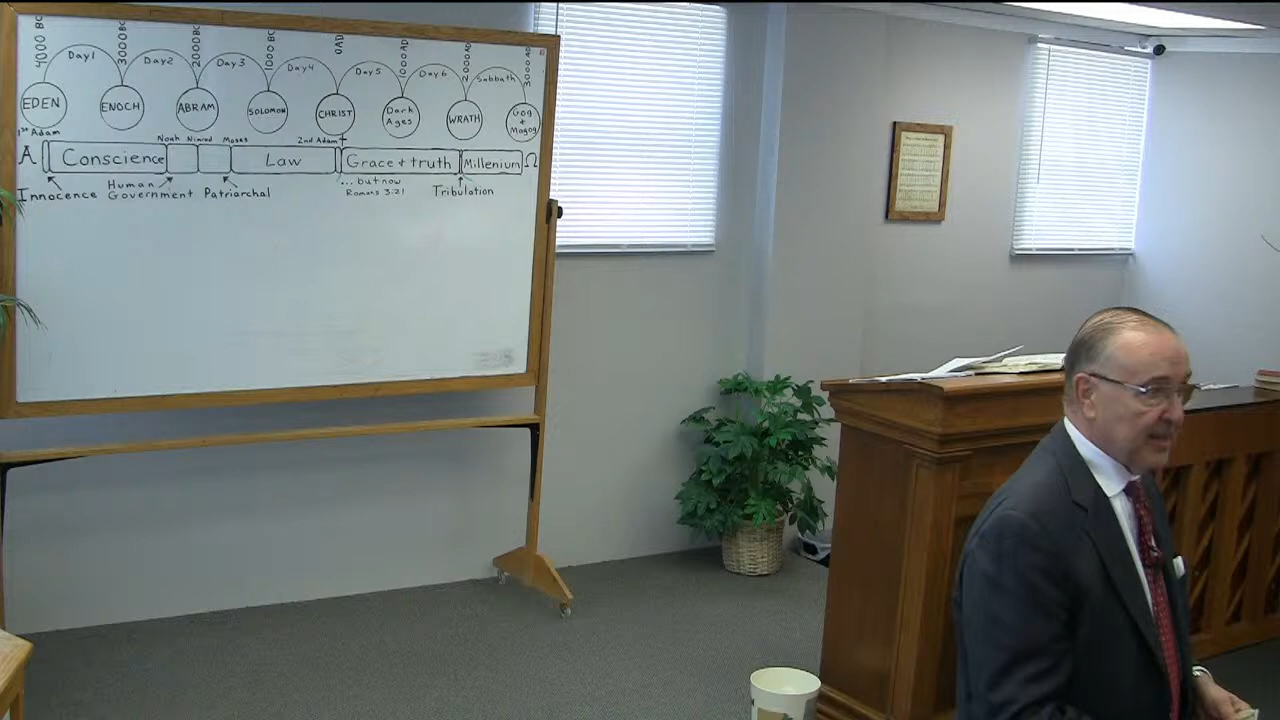 4000 BC 3000 BC 2000 BC 1000 BC 0AD 1000 AD 2000 AD 3000 AD
Day 1 Day 2 Day 3 Day 4 Day 5 Day 6 Sabbath
EDEN ENOCH ABRAM SOLOMON CHRIST Dark Ages WRATH Gog + Magog
1st Adam Noah Nimrod Moses 2nd Adam
A Conscience Law Grace + truth Millenium Ω
Innocence Human Government Patriarchal ...but now Romans 3:21 Tribulation